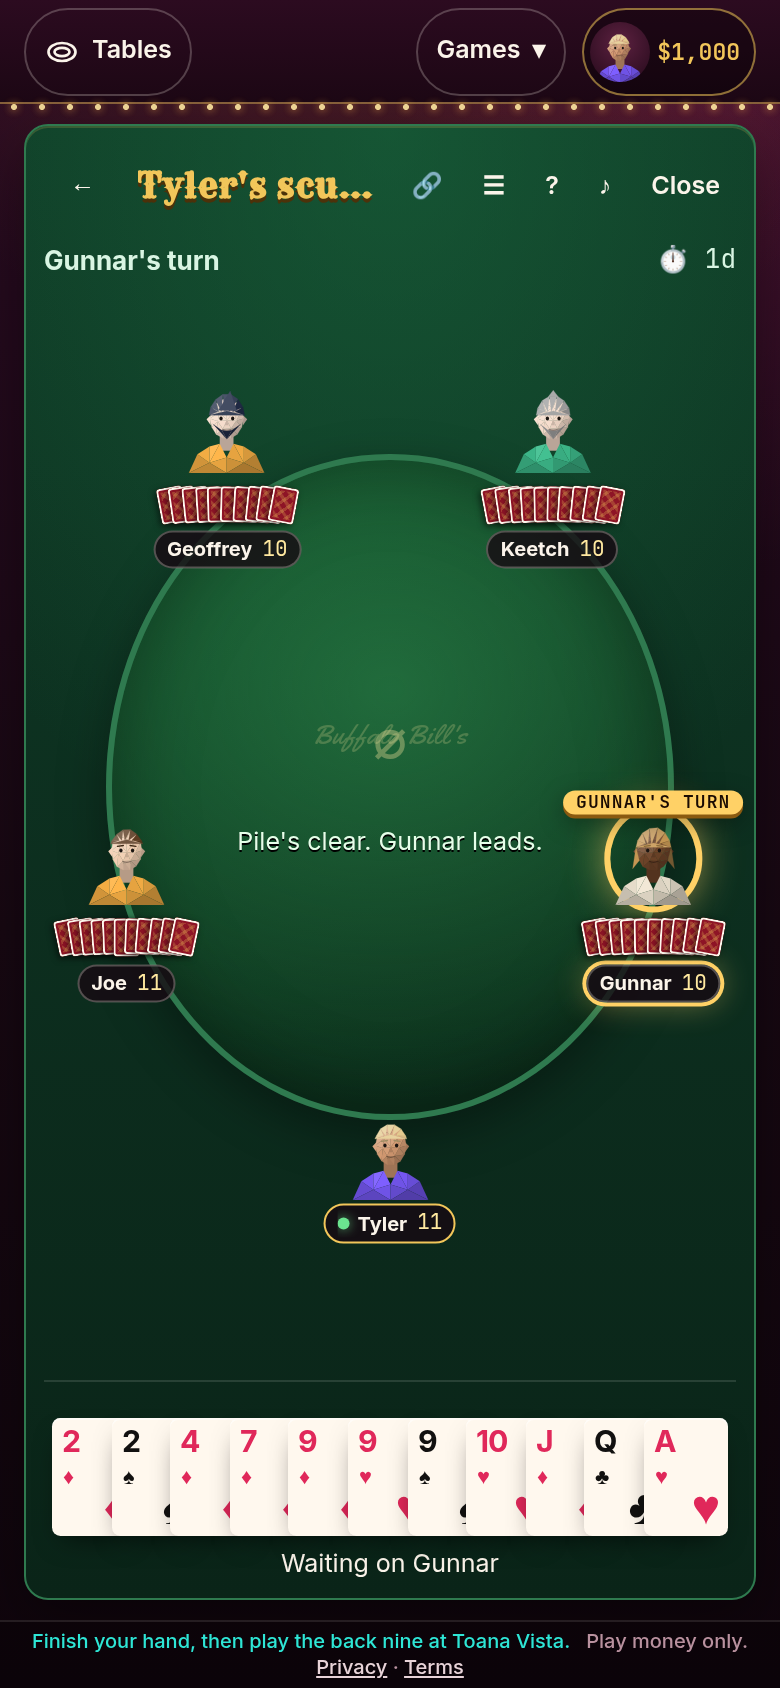 Tables
Games ▼
$1,000
←
Tyler's scu...
☰
?
♪
Close
Gunnar's turn
1d
Geoffrey 10
Keetch 10
Buffalo Bill's
GUNNAR'S TURN
Pile's clear. Gunnar leads.
Joe 11
Gunnar 10
Tyler 11
2♦ 2♠ 4♦ 7♦ 9♦ 9♥ 9♠ 10♥ J♦ Q♣ A♥
Waiting on Gunnar
Finish your hand, then play the back nine at Toana Vista. Play money only.
Privacy · Terms